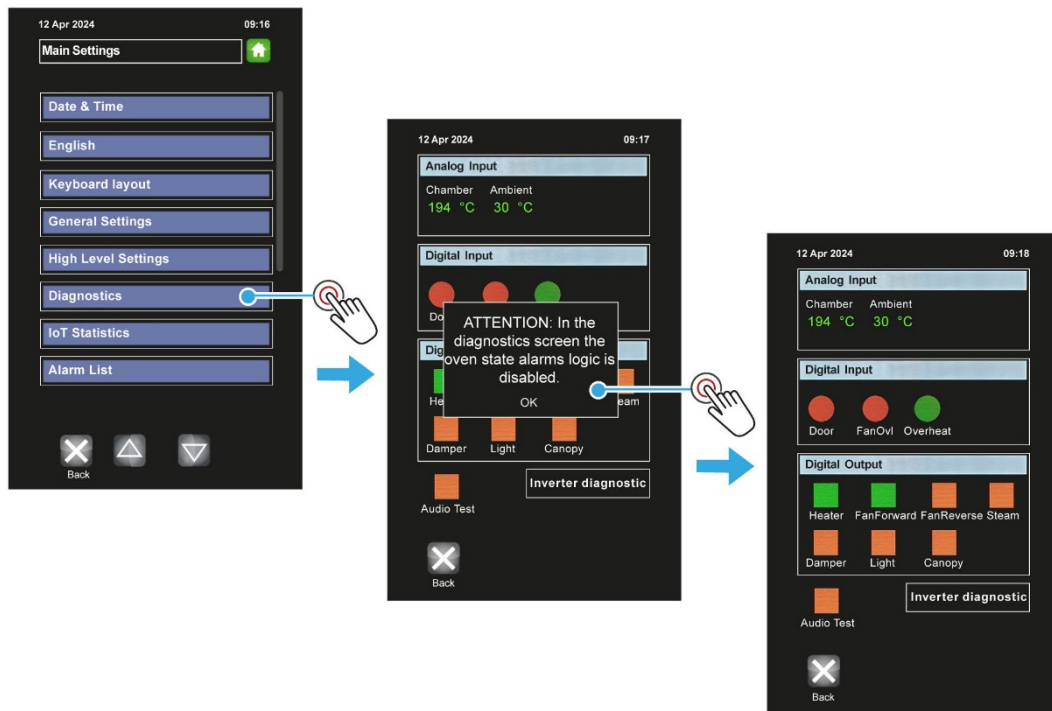 12 Apr 2024 09:16
Main Settings
Date & Time
English
Keyboard layout
General Settings
High Level Settings
Diagnostics
IoT Statistics
Alarm List
Back
12 Apr 2024 09:17
Analog Input
Chamber Ambient
194 °C 30 °C
Digital Input
Do
ATTENTION: In the
diagnostics screen the
oven state alarms logic is
disabled.
OK
Dig
He eam
Damper Light Canopy
Audio Test
Inverter diagnostic
Back
12 Apr 2024 09:18
Analog Input
Chamber Ambient
194 °C 30 °C
Digital Input
Door FanOvl Overheat
Digital Output
Heater FanForward FanReverse Steam
Damper Light Canopy
Audio Test
Inverter diagnostic
Back